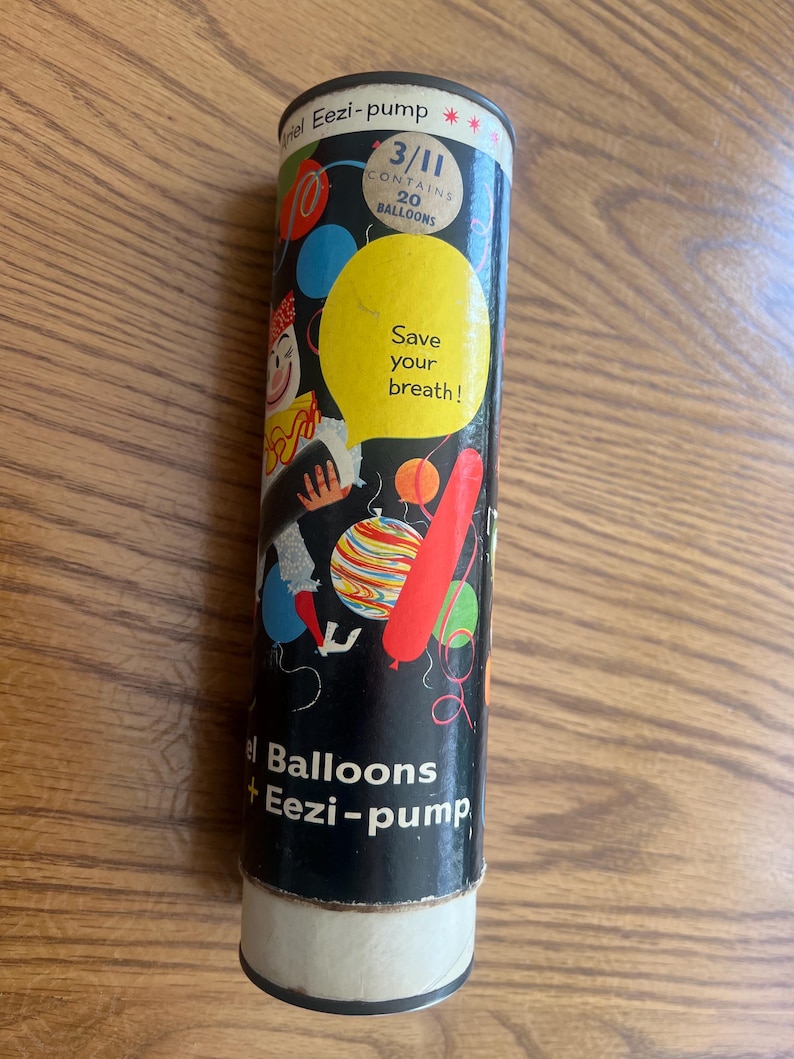 Ariel Eezi-pump
3/11
CONTAINS
20
BALLOONS
Save
your
breath!
el Balloons
+ Eezi-pump